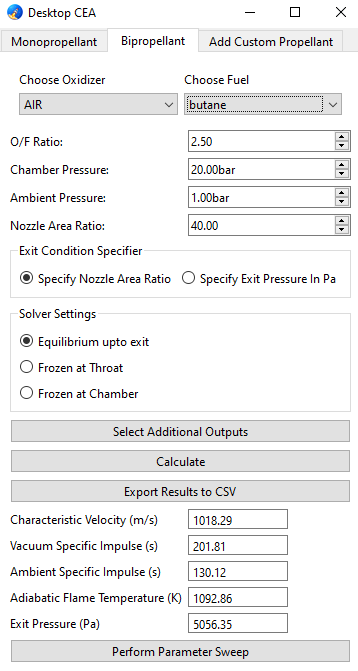 Desktop CEA
Monopropellant Bipropellant Add Custom Propellant
Choose Oxidizer Choose Fuel
AIR butane
O/F Ratio: 2.50
Chamber Pressure: 20.00bar
Ambient Pressure: 1.00bar
Nozzle Area Ratio: 40.00
Exit Condition Specifier
Specify Nozzle Area Ratio Specify Exit Pressure In Pa
Solver Settings
Equilibrium upto exit
Frozen at Throat
Frozen at Chamber
Select Additional Outputs
Calculate
Export Results to CSV
Characteristic Velocity (m/s) 1018.29
Vacuum Specific Impulse (s) 201.81
Ambient Specific Impulse (s) 130.12
Adiabatic Flame Temperature (K) 1092.86
Exit Pressure (Pa) 5056.35
Perform Parameter Sweep